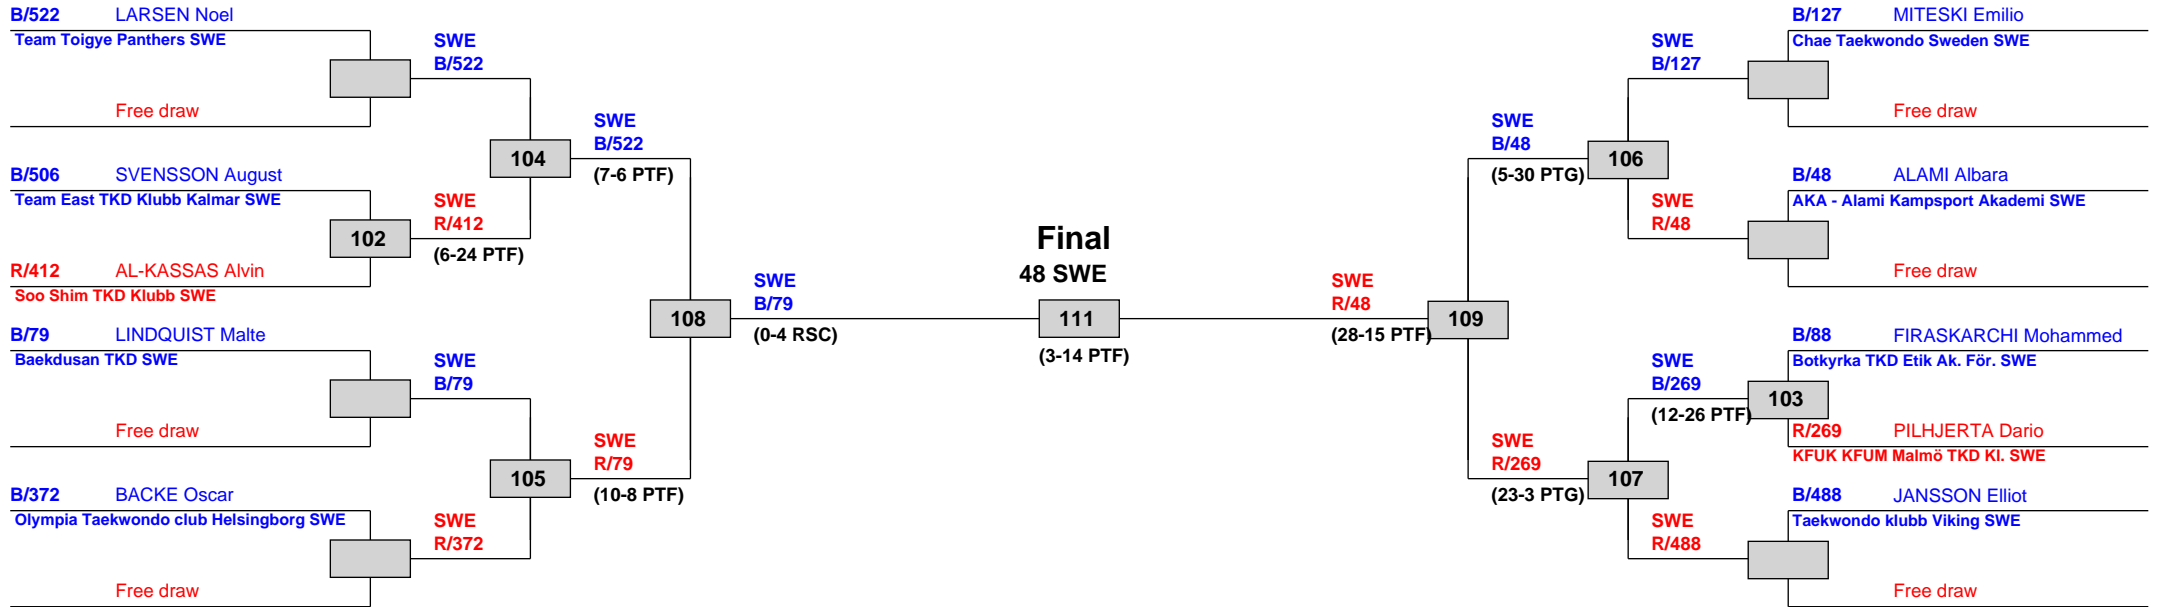 B/522 LARSEN Noel
Team Toigye Panthers SWE
Free draw
B/506 SVENSSON August
Team East TKD Klubb Kalmar SWE
102
R/412 AL-KASSAS Alvin
Soo Shim TKD Klubb SWE
B/79 LINDQUIST Malte
Baekdusan TKD SWE
Free draw
B/372 BACKE Oscar
Olympia Taekwondo club Helsingborg SWE
Free draw
SWE
B/522
104
SWE
R/412
(6-24 PTF)
SWE
B/79
105
SWE
R/372
SWE
B/522
(7-6 PTF)
108
SWE
R/79
(10-8 PTF)
SWE
B/79
(0-4 RSC)
Final
48 SWE
111
(3-14 PTF)
SWE
R/48
(28-15 PTF)
109
SWE
B/48
(5-30 PTG)
106
SWE
R/269
(23-3 PTG)
107
SWE
B/127
SWE
R/48
SWE
B/269
(12-26 PTF)
103
SWE
R/488
B/127 MITESKI Emilio
Chae Taekwondo Sweden SWE
Free draw
B/48 ALAMI Albara
AKA - Alami Kampsport Akademi SWE
Free draw
B/88 FIRASKARCHI Mohammed
Botkyrka TKD Etik Ak. För. SWE
R/269 PILHJERTA Dario
KFUK KFUM Malmö TKD Kl. SWE
B/488 JANSSON Elliot
Taekwondo klubb Viking SWE
Free draw